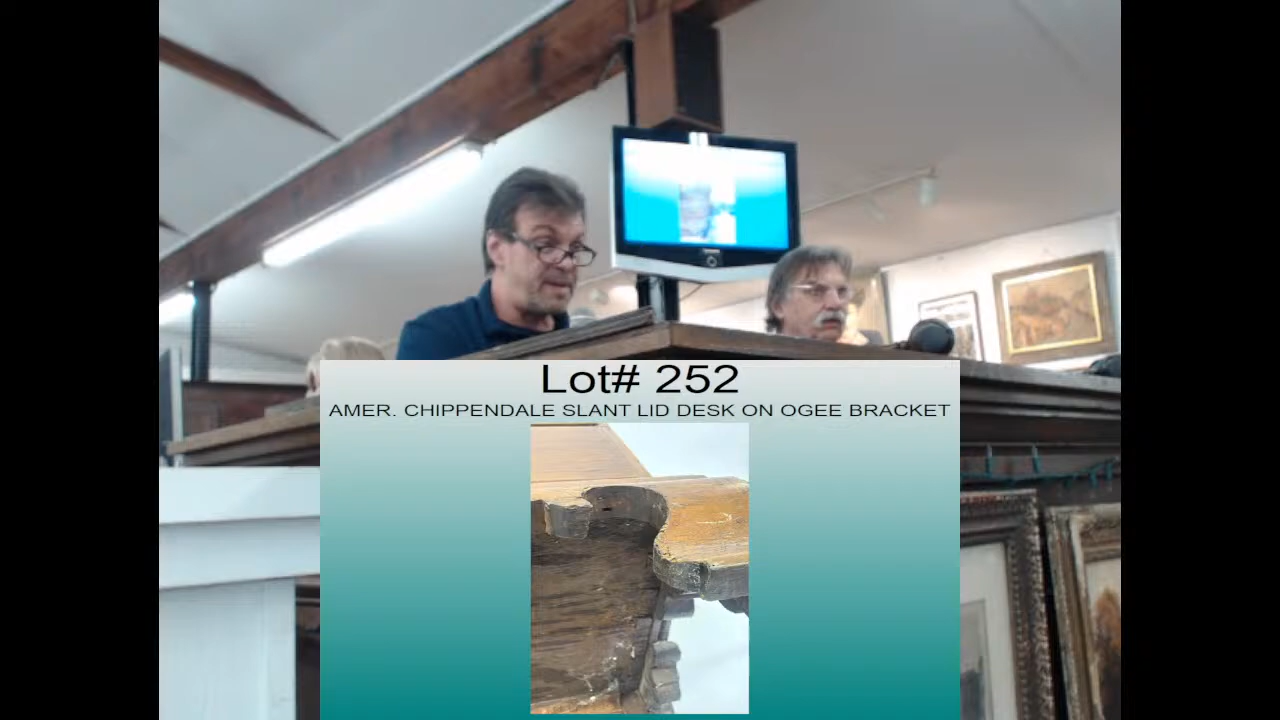 Lot# 252
AMER. CHIPPENDALE SLANT LID DESK ON OGEE BRACKET